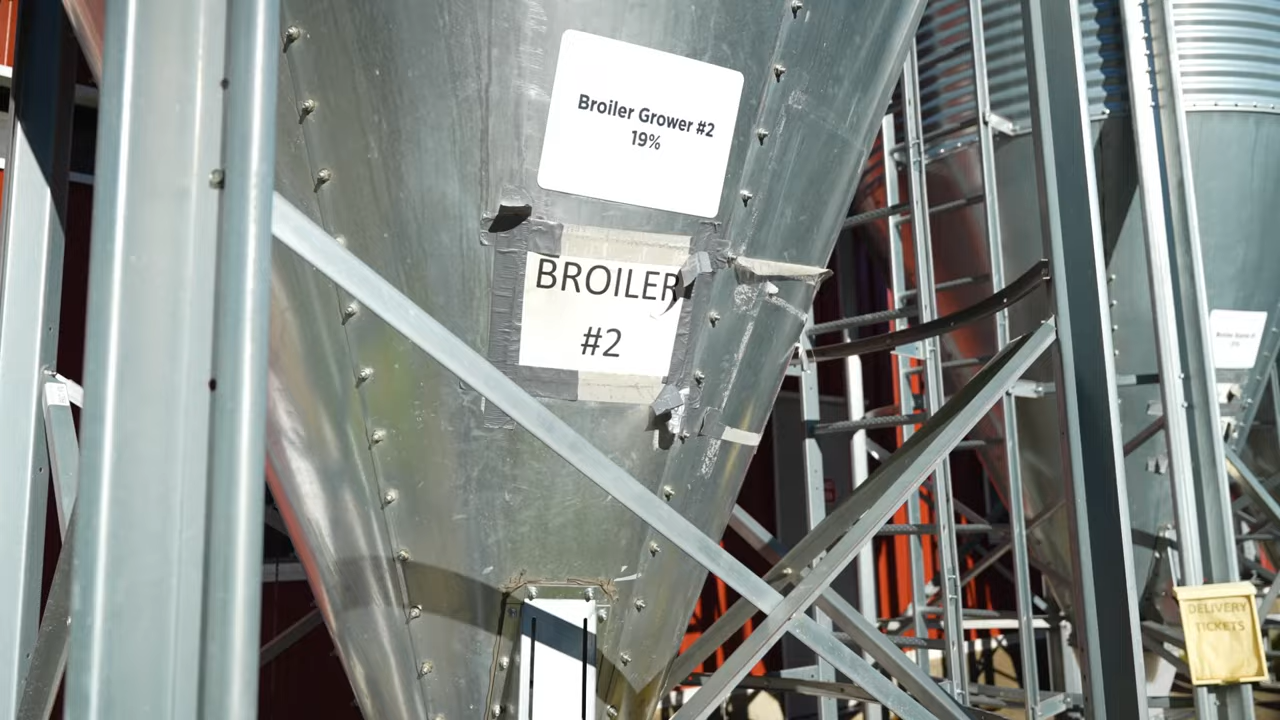 Broiler Grower #2
19%
BROILER
#2
DELIVERY
TICKETS